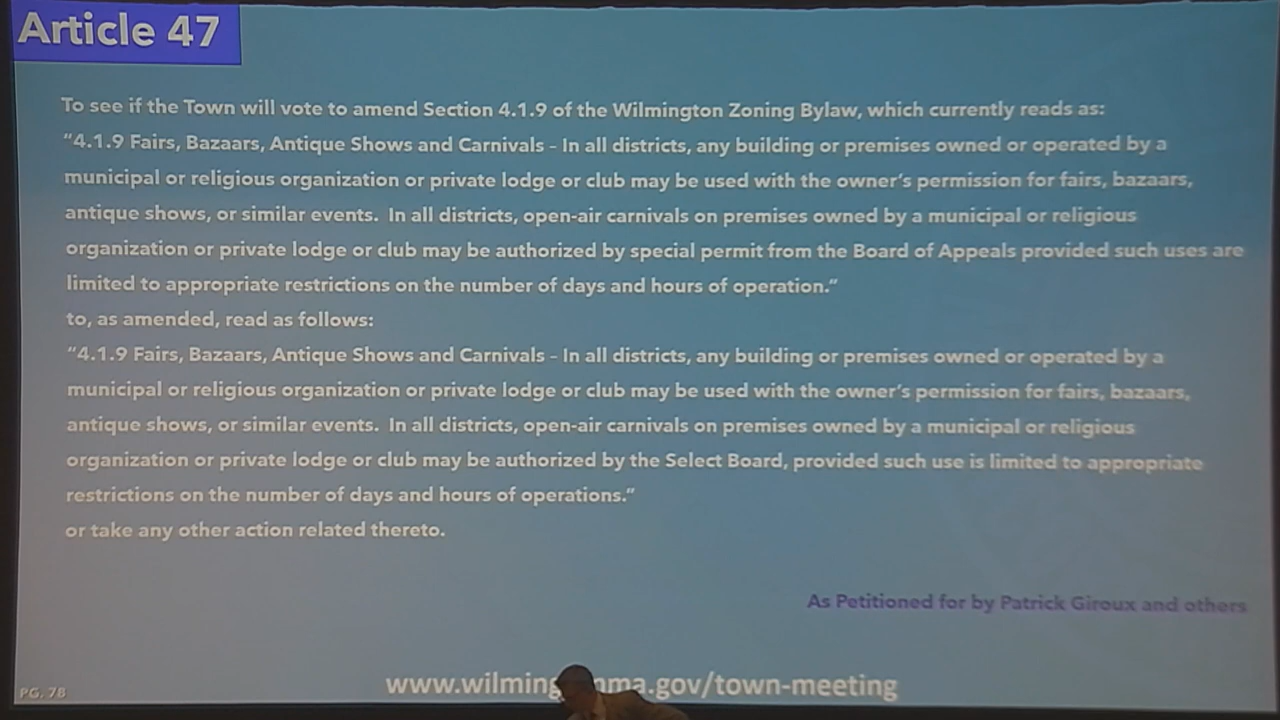 Article 47
To see if the Town will vote to amend Section 4.1.9 of the Wilmington Zoning Bylaw, which currently reads as:
"4.1.9 Fairs, Bazaars, Antique Shows and Carnivals – In all districts, any building or premises owned or operated by a
municipal or religious organization or private lodge or club may be used with the owner's permission for fairs, bazaars,
antique shows, or similar events. In all districts, open-air carnivals on premises owned by a municipal or religious
organization or private lodge or club may be authorized by special permit from the Board of Appeals provided such uses are
limited to appropriate restrictions on the number of days and hours of operation."
to, as amended, read as follows:
"4.1.9 Fairs, Bazaars, Antique Shows and Carnivals – In all districts, any building or premises owned or operated by a
municipal or religious organization or private lodge or club may be used with the owner's permission for fairs, bazaars,
antique shows, or similar events. In all districts, open-air carnivals on premises owned by a municipal or religious
organization or private lodge or club may be authorized by the Select Board, provided such use is limited to appropriate
restrictions on the number of days and hours of operations."
or take any other action related thereto.
As Petitioned for by Patrick Giroux and others
PG. 78